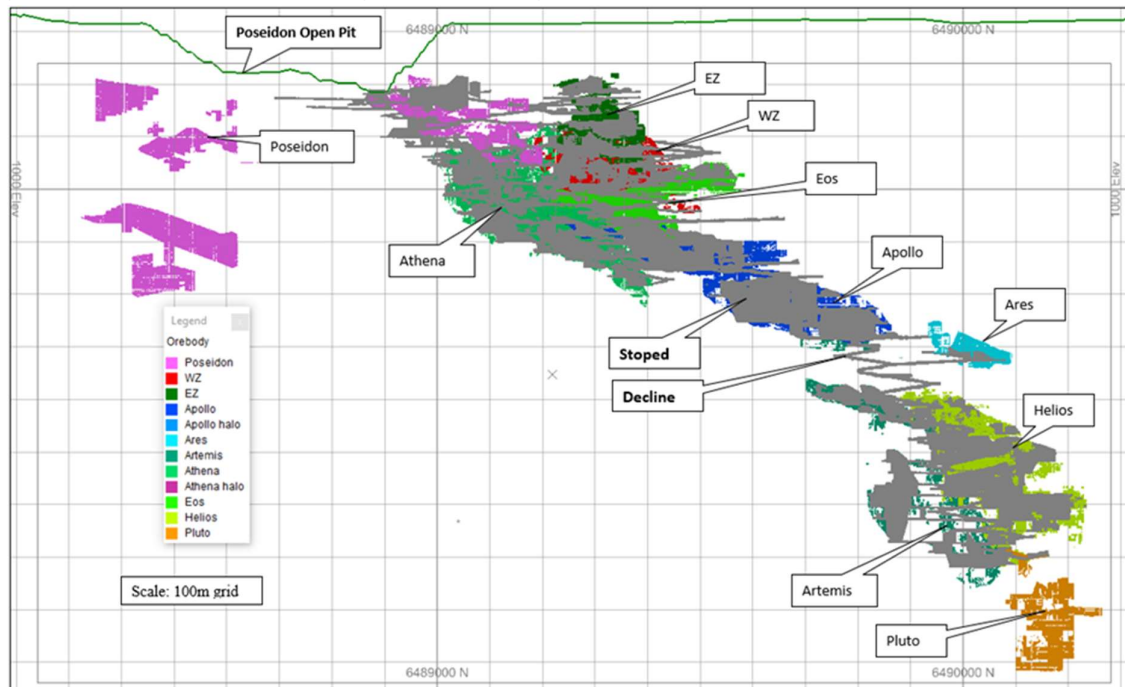 6489000 N
6490000 N
Poseidon Open Pit
EZ
WZ
Poseidon
1000 Elev
1000 Elev
Eos
Athena
Apollo
Ares
Stoped
Decline
Helios
Legend
Orebody
Poseidon
WZ
EZ
Apollo
Apollo halo
Ares
Artemis
Athena
Athena halo
Eos
Helios
Pluto
Scale: 100m grid
Artemis
Pluto
6489000 N
6490000 N